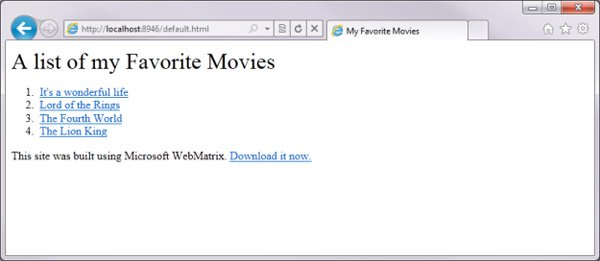 http://localhost:8946/default.html
My Favorite Movies
A list of my Favorite Movies
1. It's a wonderful life
2. Lord of the Rings
3. The Fourth World
4. The Lion King
This site was built using Microsoft WebMatrix. Download it now.